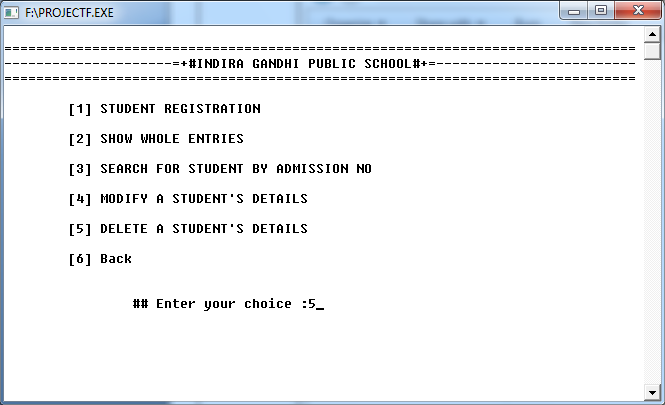 F:\PROJECTF.EXE
===============================================================================
---------------------=+#INDIRA GANDHI PUBLIC SCHOOL#+=-------------------------
===============================================================================
[1] STUDENT REGISTRATION
[2] SHOW WHOLE ENTRIES
[3] SEARCH FOR STUDENT BY ADMISSION NO
[4] MODIFY A STUDENT'S DETAILS
[5] DELETE A STUDENT'S DETAILS
[6] Back
## Enter your choice :5_